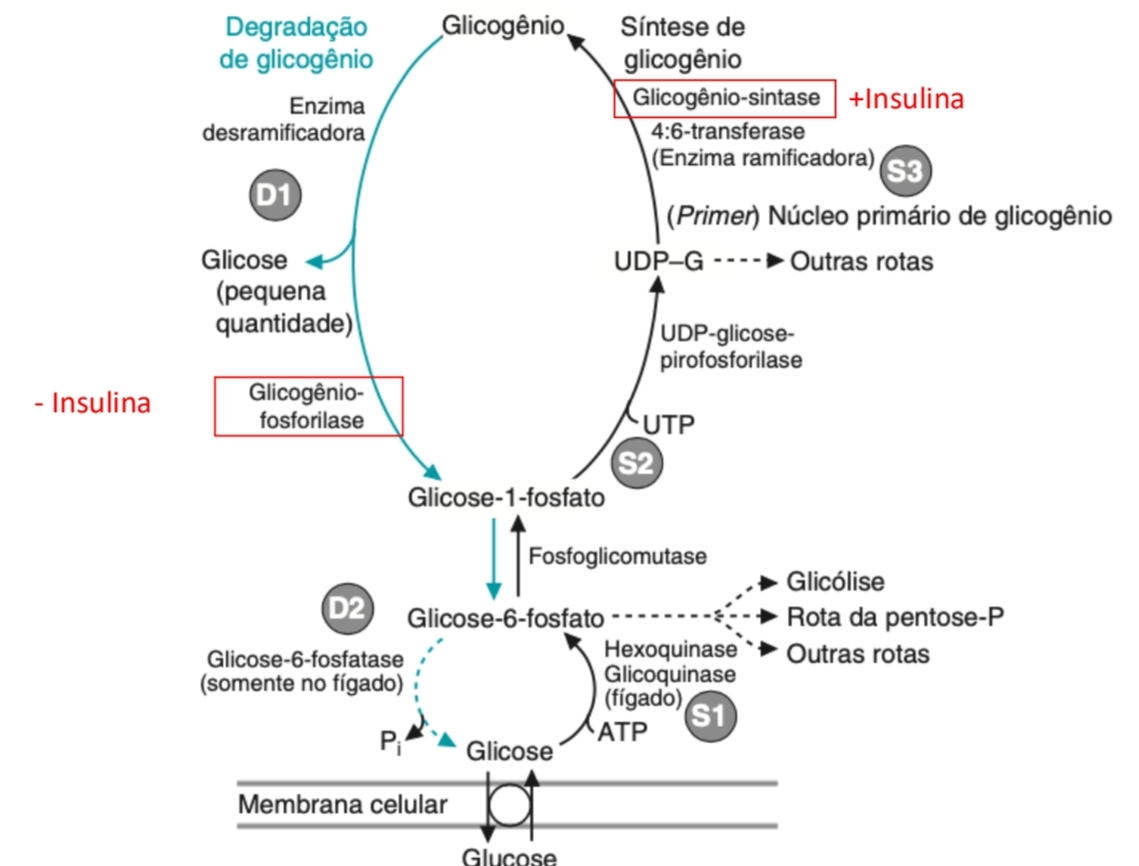 Degradação
de glicogênio
Glicogênio
Síntese de
glicogênio
Enzima
desramificadora
Glicogênio-sintase
+Insulina
4:6-transferase
(Enzima ramificadora)
S3
D1
(Primer) Núcleo primário de glicogênio
Glicose
(pequena
quantidade)
UDP–G
Outras rotas
UDP-glicose-
pirofosforilase
- Insulina
Glicogênio-
fosforilase
UTP
S2
Glicose-1-fosfato
Fosfoglicomutase
D2
Glicose-6-fosfato
Glicólise
Rota da pentose-P
Outras rotas
Glicose-6-fosfatase
(somente no fígado)
Hexoquinase
Glicoquinase
(fígado)
S1
Pi
ATP
Glicose
Membrana celular
Glucose